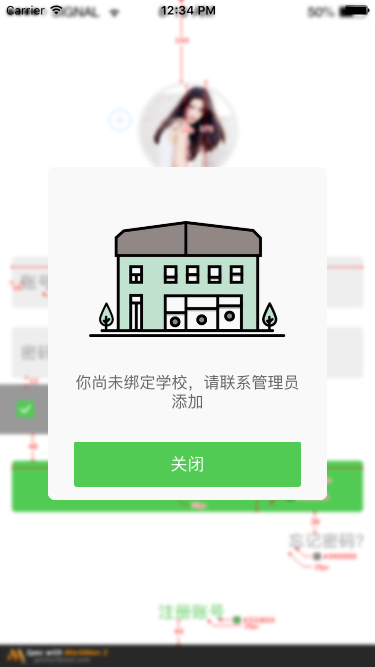 Carrier
12:34 PM
SIGNAL
50%
账号
密码
你尚未绑定学校，请联系管理员
添加
关闭
忘记密码?
注册账号